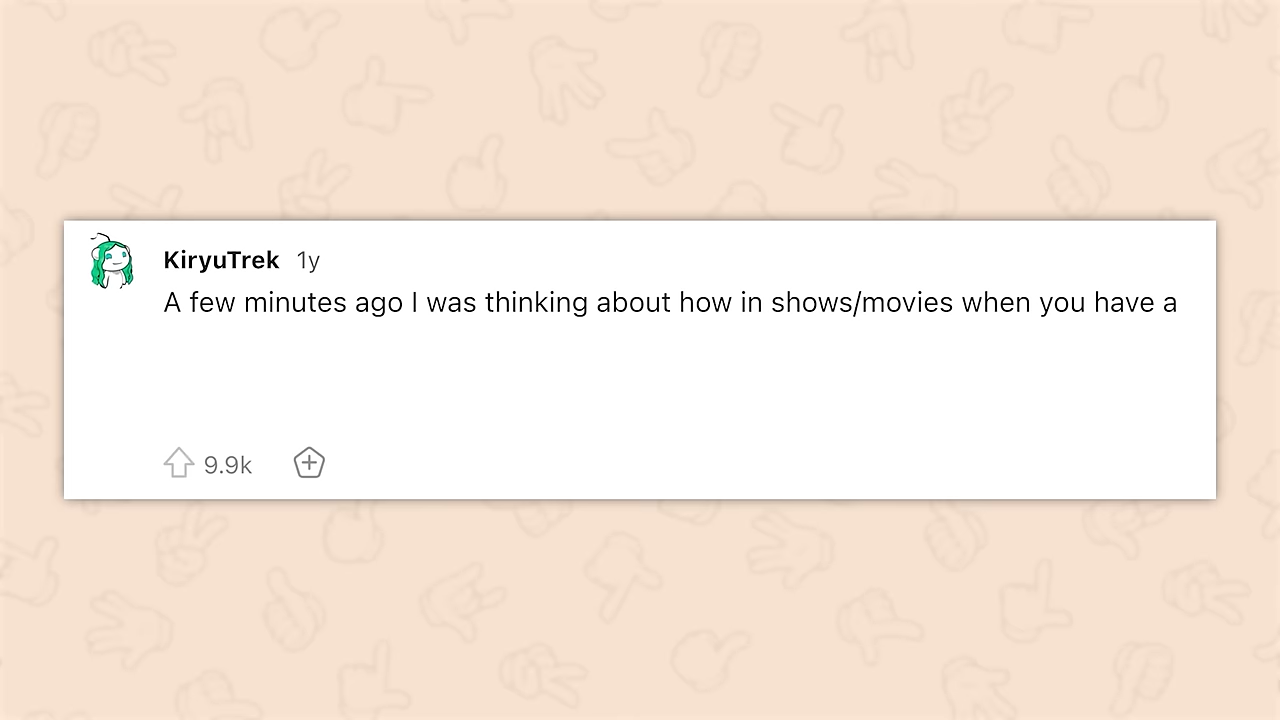 KiryuTrek 1y
A few minutes ago I was thinking about how in shows/movies when you have a
9.9k